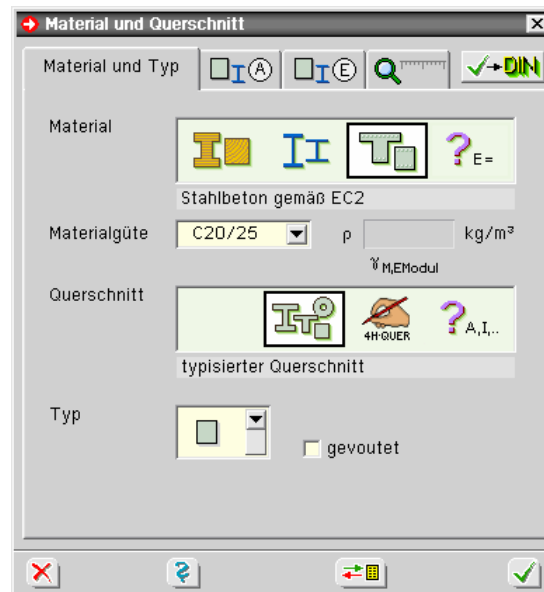 Material und Querschnitt
Material und Typ A E DIN
Material
E=
Stahlbeton gemäß EC2
Materialgüte C20/25 ρ kg/m³
γ M,EModul
Querschnitt
4H-QUER A,I,..
typisierter Querschnitt
Typ
gevoutet